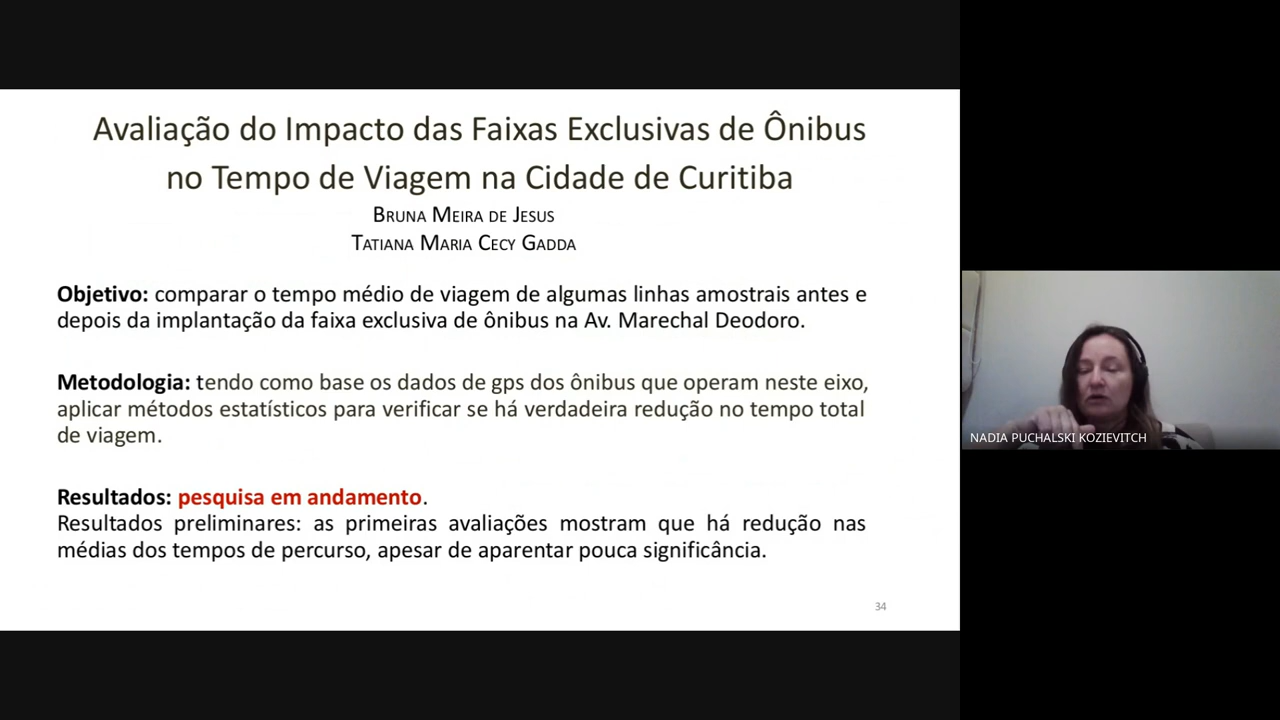 Avaliação do Impacto das Faixas Exclusivas de Ônibus
no Tempo de Viagem na Cidade de Curitiba
Bruna Meira de Jesus
Tatiana Maria Cecy Gadda
Objetivo: comparar o tempo médio de viagem de algumas linhas amostrais antes e
depois da implantação da faixa exclusiva de ônibus na Av. Marechal Deodoro.
Metodologia: tendo como base os dados de gps dos ônibus que operam neste eixo,
aplicar métodos estatísticos para verificar se há verdadeira redução no tempo total
de viagem.
Resultados: pesquisa em andamento.
Resultados preliminares: as primeiras avaliações mostram que há redução nas
médias dos tempos de percurso, apesar de aparentar pouca significância.
34
NADIA PUCHALSKI KOZIEVITCH